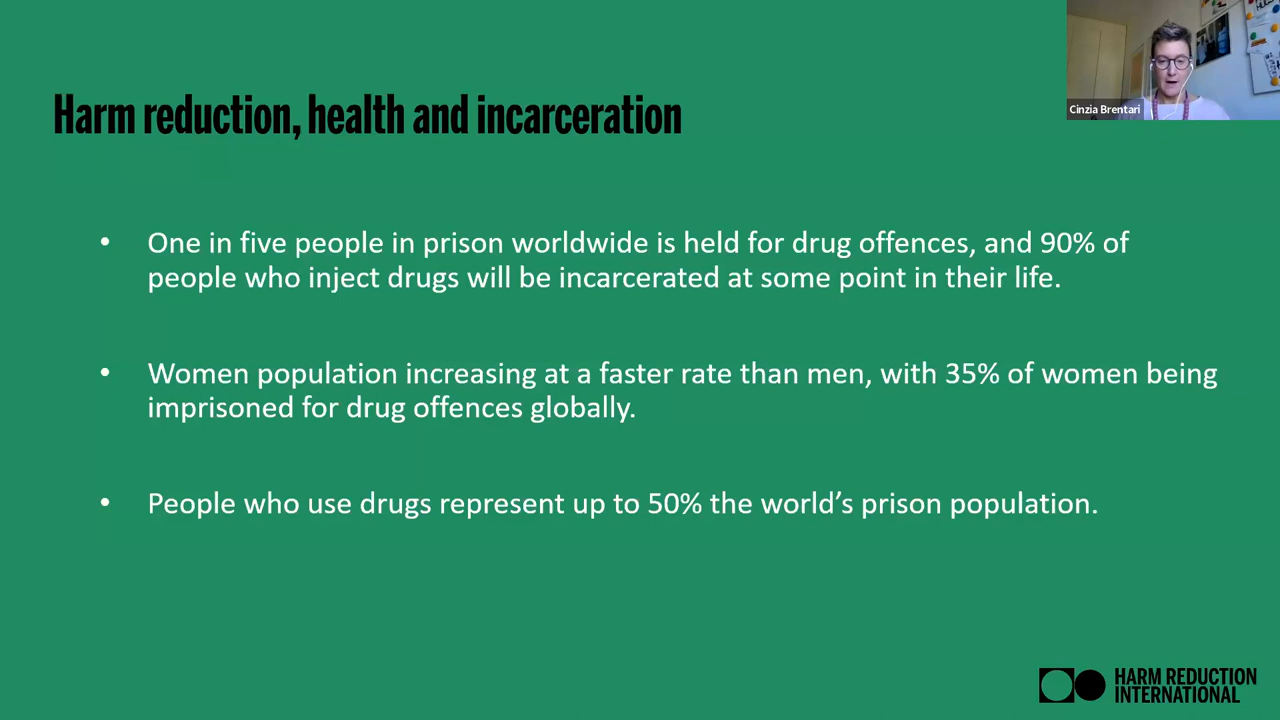 Harm reduction, health and incarceration
Cinzia Brentari
• One in five people in prison worldwide is held for drug offences, and 90% of
people who inject drugs will be incarcerated at some point in their life.
• Women population increasing at a faster rate than men, with 35% of women being
imprisoned for drug offences globally.
• People who use drugs represent up to 50% the world’s prison population.
HARM REDUCTION
INTERNATIONAL